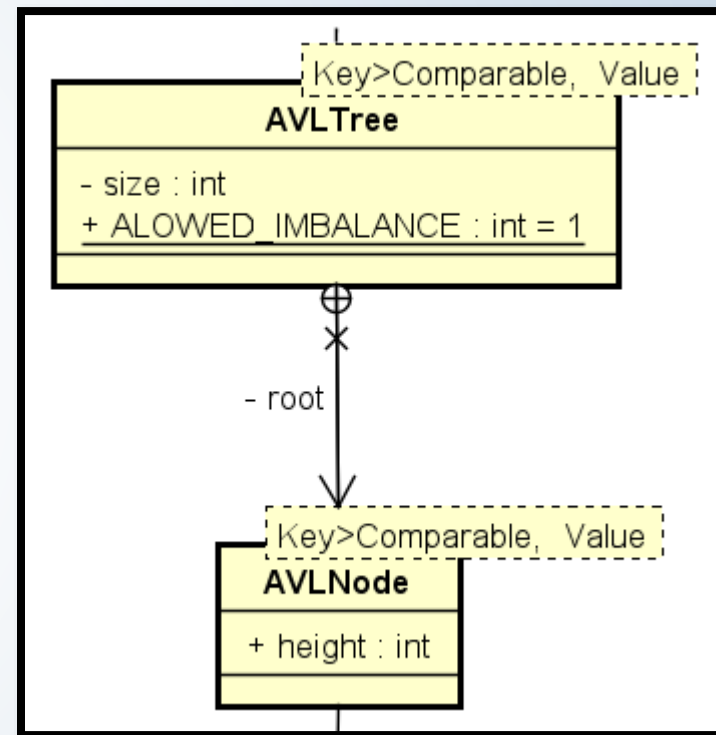 Key>Comparable, Value
AVLTree
- size : int
+ ALOWED_IMBALANCE : int = 1
- root
Key>Comparable, Value
AVLNode
+ height : int